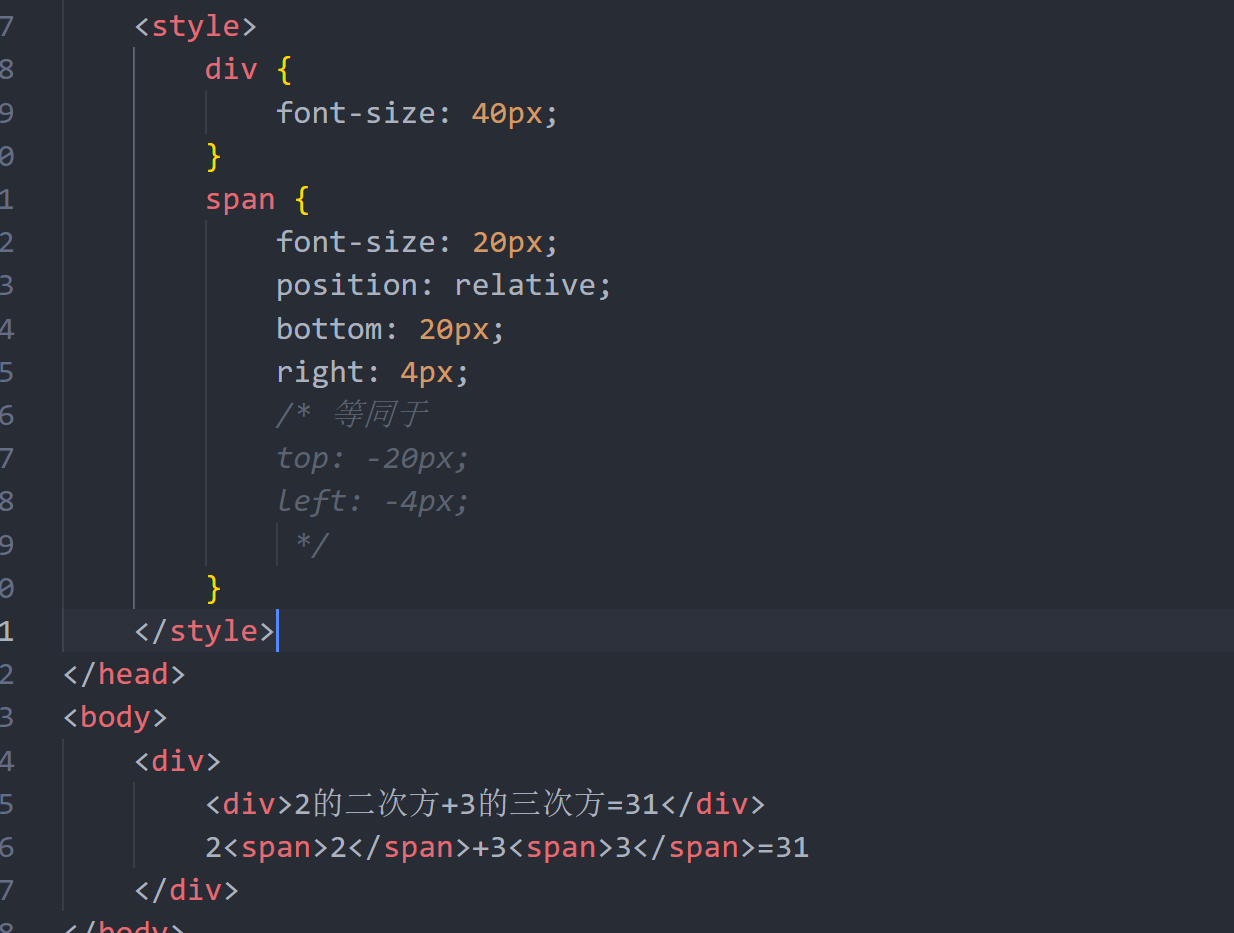 7 <style>
8 div {
9 font-size: 40px;
0 }
1 span {
2 font-size: 20px;
3 position: relative;
4 bottom: 20px;
5 right: 4px;
6 /* 等同于
7 top: -20px;
8 left: -4px;
9 */
0 }
1 </style>
2 </head>
3 <body>
4 <div>
5 <div>2的二次方+3的三次方=31</div>
6 2<span>2</span>+3<span>3</span>=31
7 </div>
8 </body>